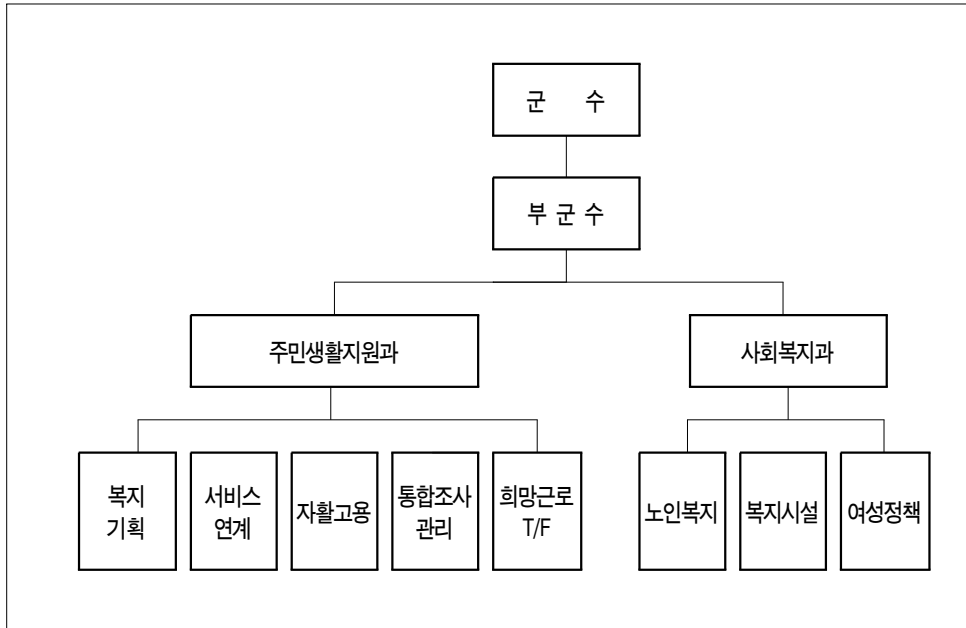 군 수
부 군 수
주민생활지원과
사회복지과
복지
기획
서비스
연계
자활고용
통합조사
관리
희망근로
T/F
노인복지
복지시설
여성정책